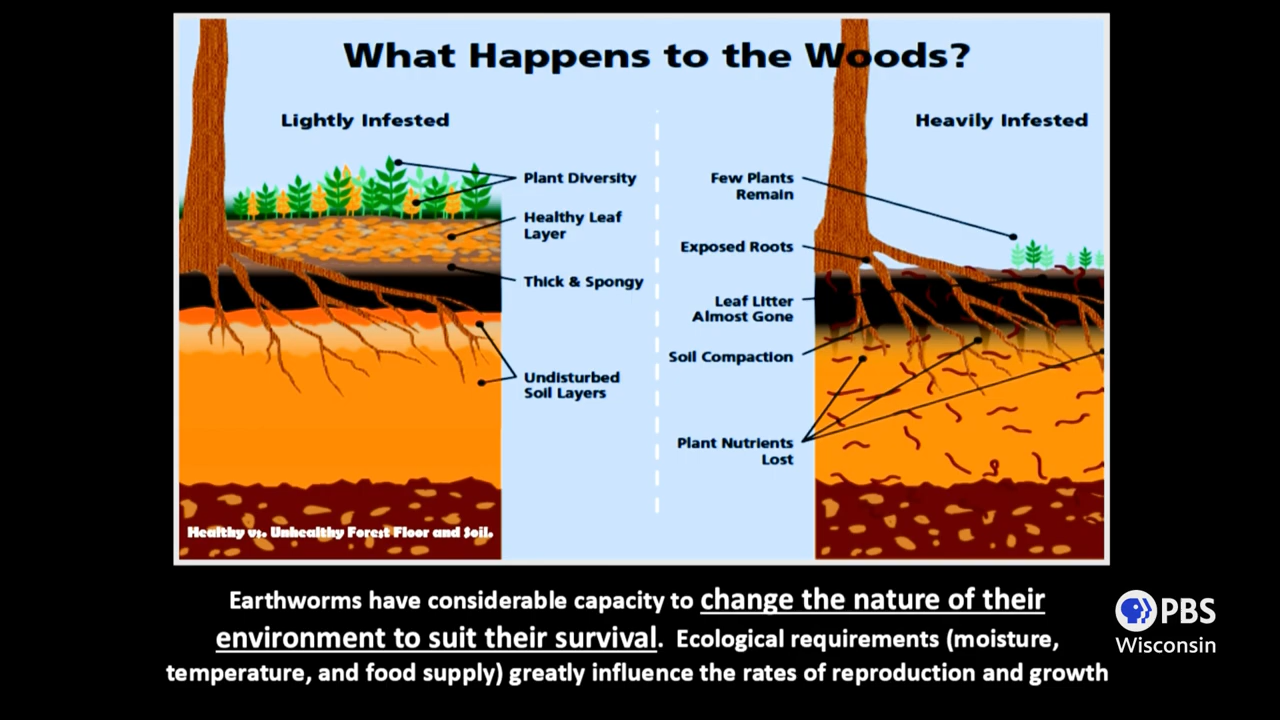 What Happens to the Woods?
Lightly Infested
Plant Diversity
Healthy Leaf
Layer
Thick & Spongy
Undisturbed
Soil Layers
Healthy vs. Unhealthy Forest Floor and Soil.
Heavily Infested
Few Plants
Remain
Exposed Roots
Leaf Litter
Almost Gone
Soil Compaction
Plant Nutrients
Lost
Earthworms have considerable capacity to change the nature of their
environment to suit their survival. Ecological requirements (moisture,
temperature, and food supply) greatly influence the rates of reproduction and growth
PBS
Wisconsin